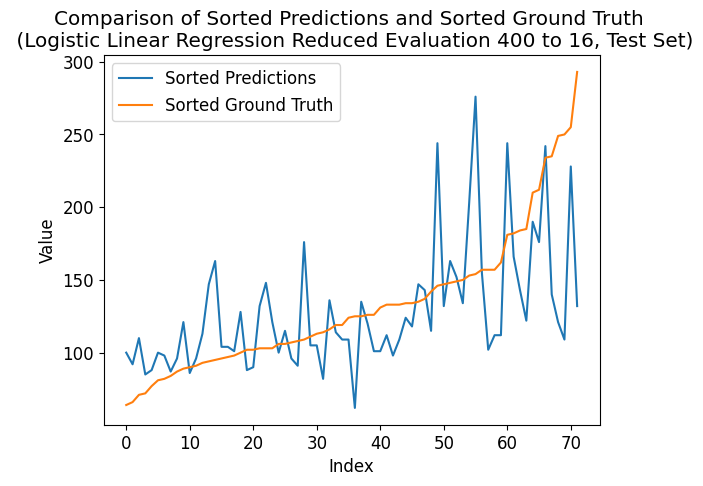 Comparison of Sorted Predictions and Sorted Ground Truth
(Logistic Linear Regression Reduced Evaluation 400 to 16, Test Set)
Sorted Predictions
Sorted Ground Truth
300
250
200
150
100
Value
0 10 20 30 40 50 60 70
Index